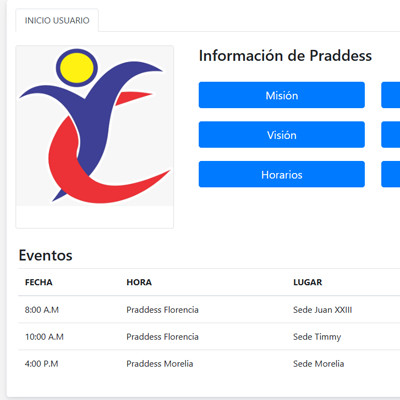 INICIO USUARIO
Información de Praddess
Misión
Visión
Horarios
Eventos
FECHA HORA LUGAR
8:00 A.M Praddess Florencia Sede Juan XXIII
10:00 A.M Praddess Florencia Sede Timmy
4:00 P.M Praddess Morelia Sede Morelia